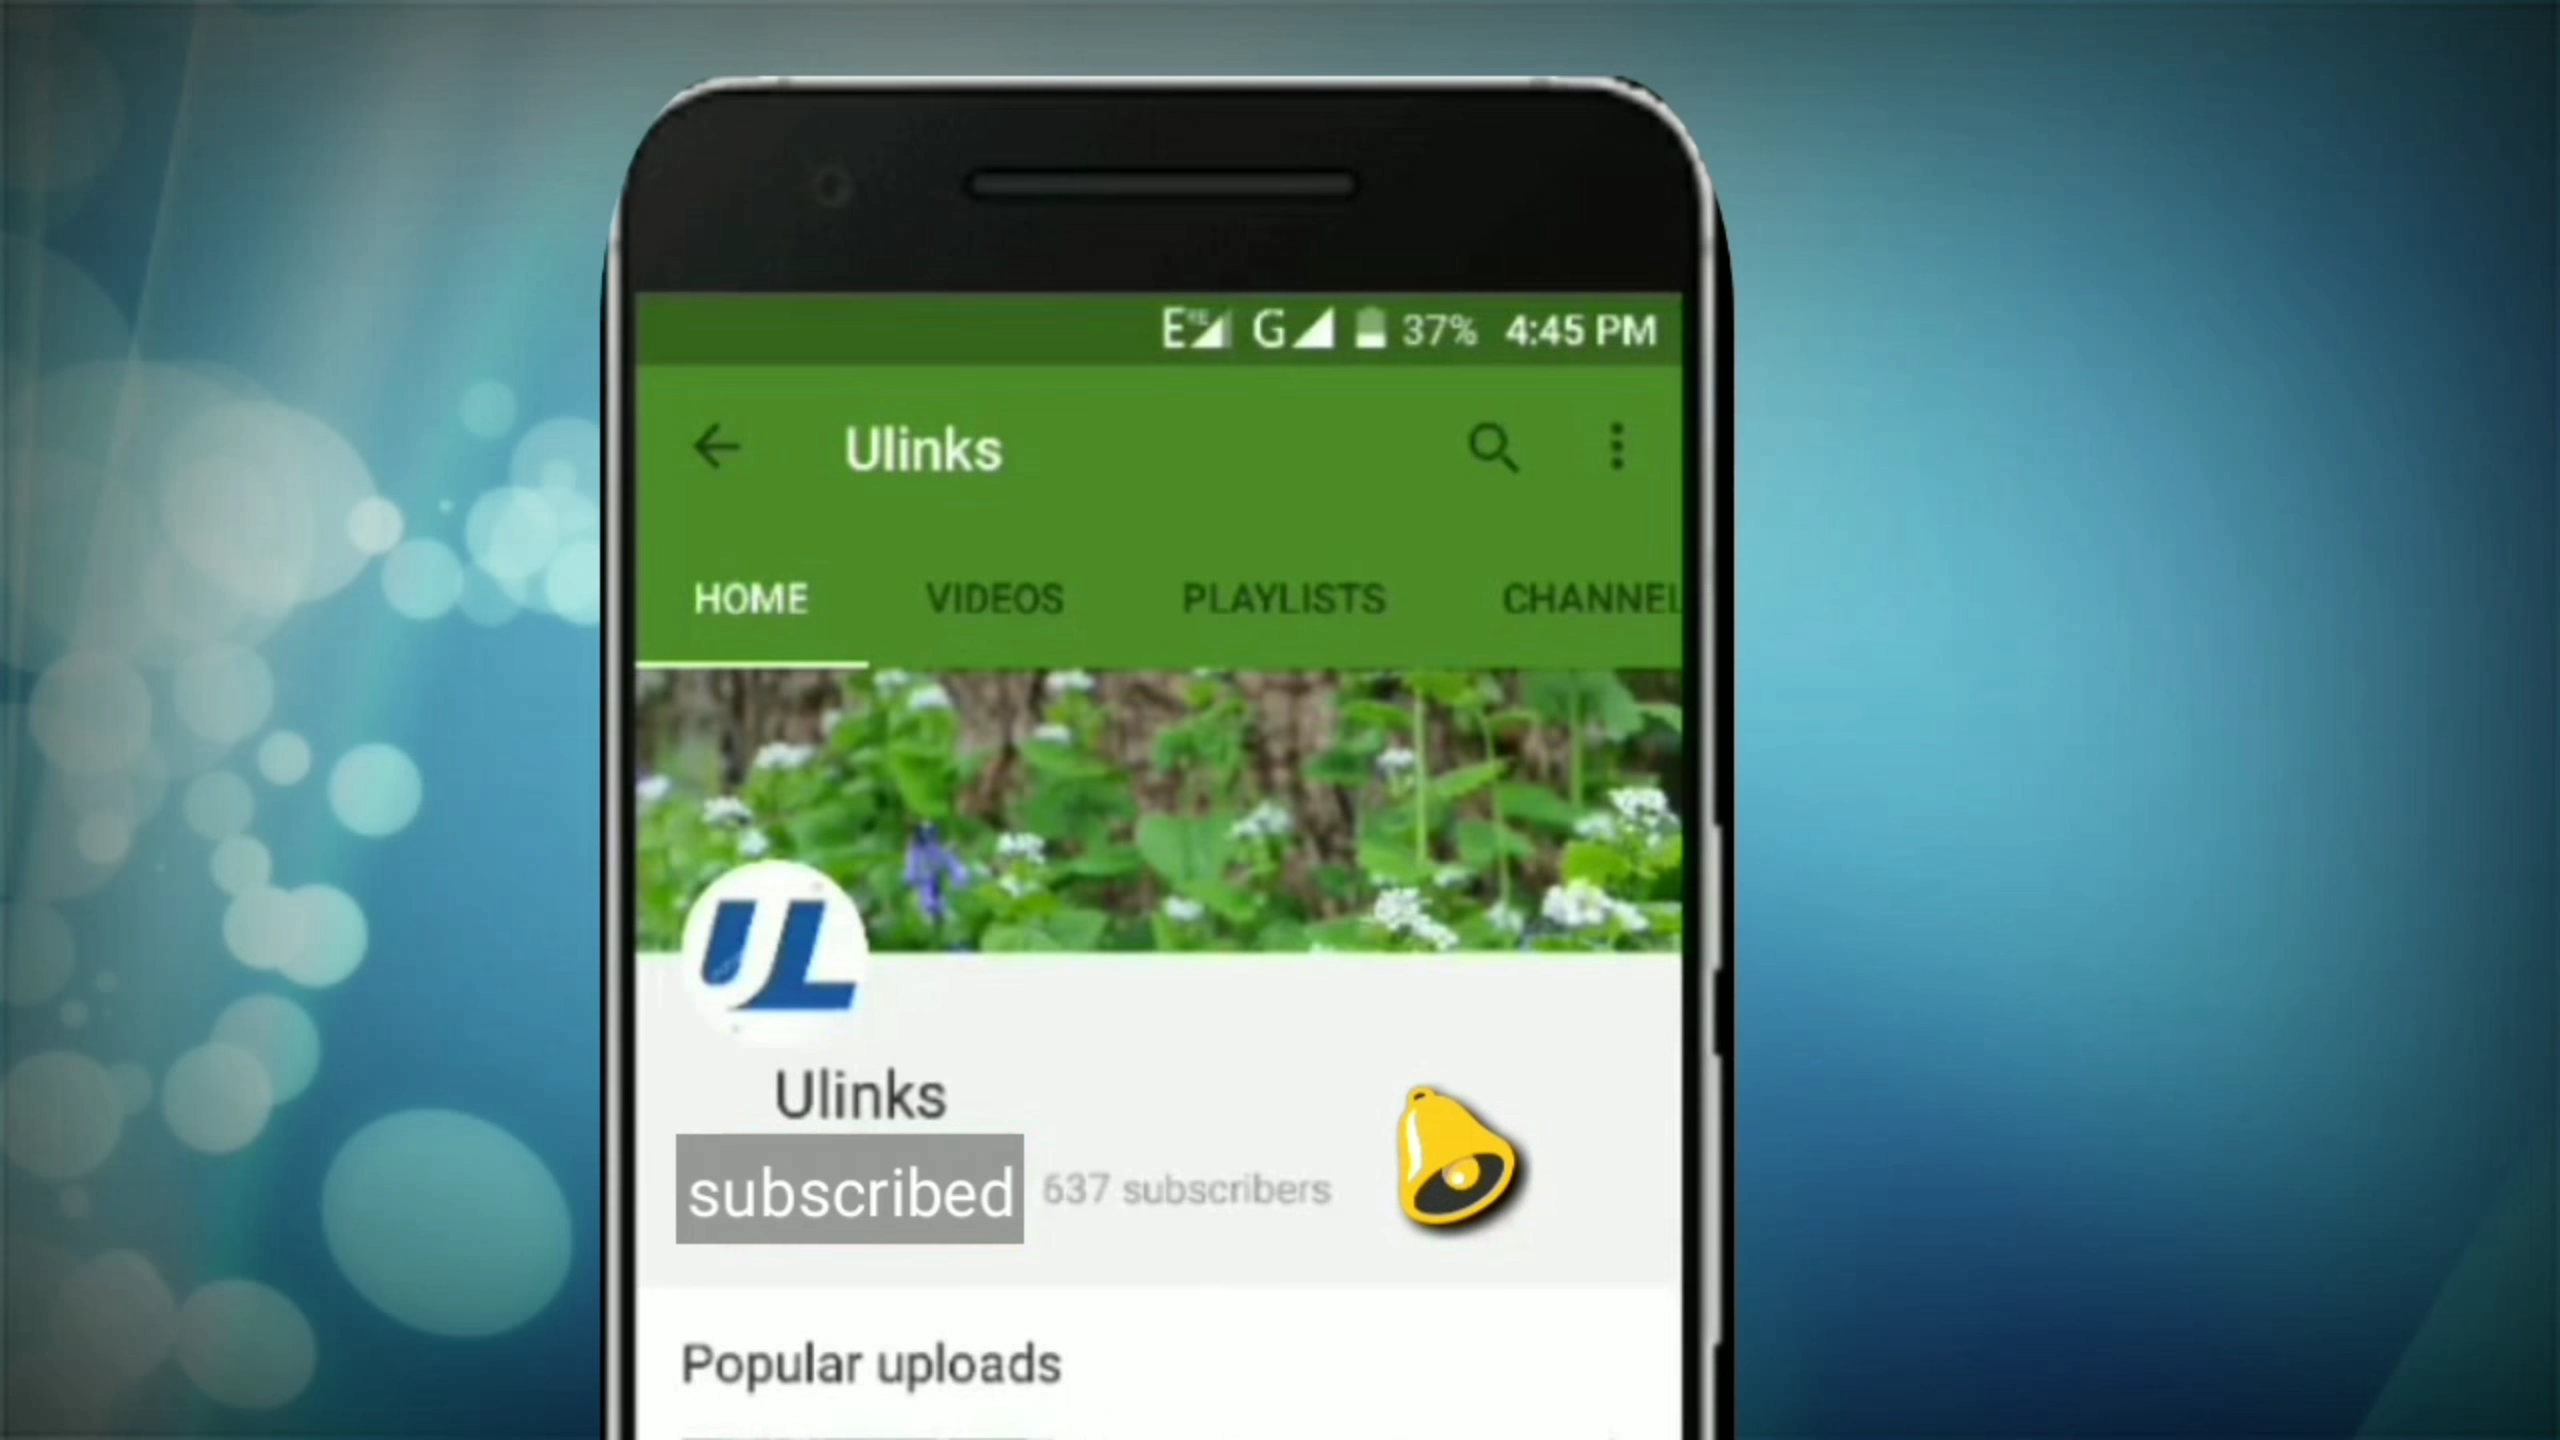 E G 37% 4:45 PM
Ulinks
HOME VIDEOS PLAYLISTS CHANNEL
UL
Ulinks
subscribed 637 subscribers
Popular uploads